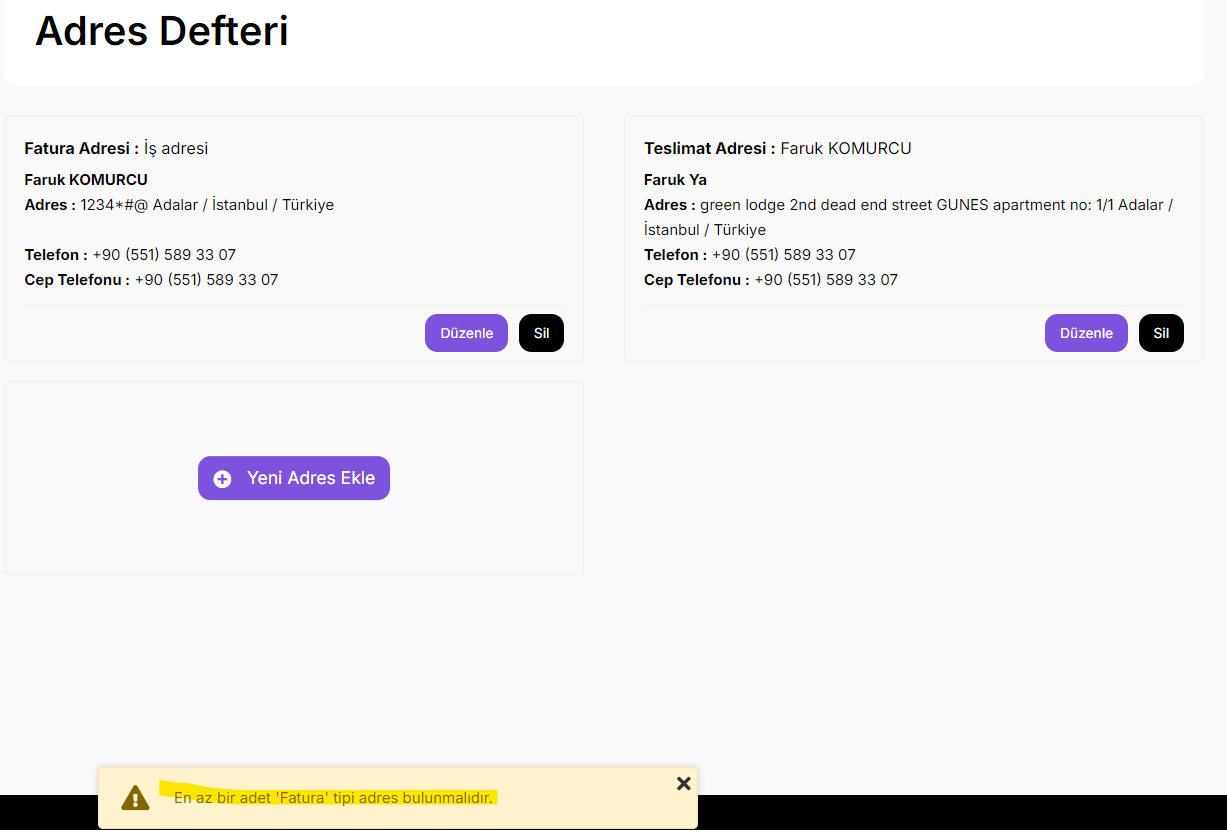 Adres Defteri
Fatura Adresi : İş adresi
Faruk KOMURCU
Adres : 1234*#@ Adalar / İstanbul / Türkiye
Telefon : +90 (551) 589 33 07
Cep Telefonu : +90 (551) 589 33 07
Düzenle
Sil
Teslimat Adresi : Faruk KOMURCU
Faruk Ya
Adres : green lodge 2nd dead end street GUNES apartment no: 1/1 Adalar /
İstanbul / Türkiye
Telefon : +90 (551) 589 33 07
Cep Telefonu : +90 (551) 589 33 07
Düzenle
Sil
Yeni Adres Ekle
En az bir adet 'Fatura' tipi adres bulunmalıdır.